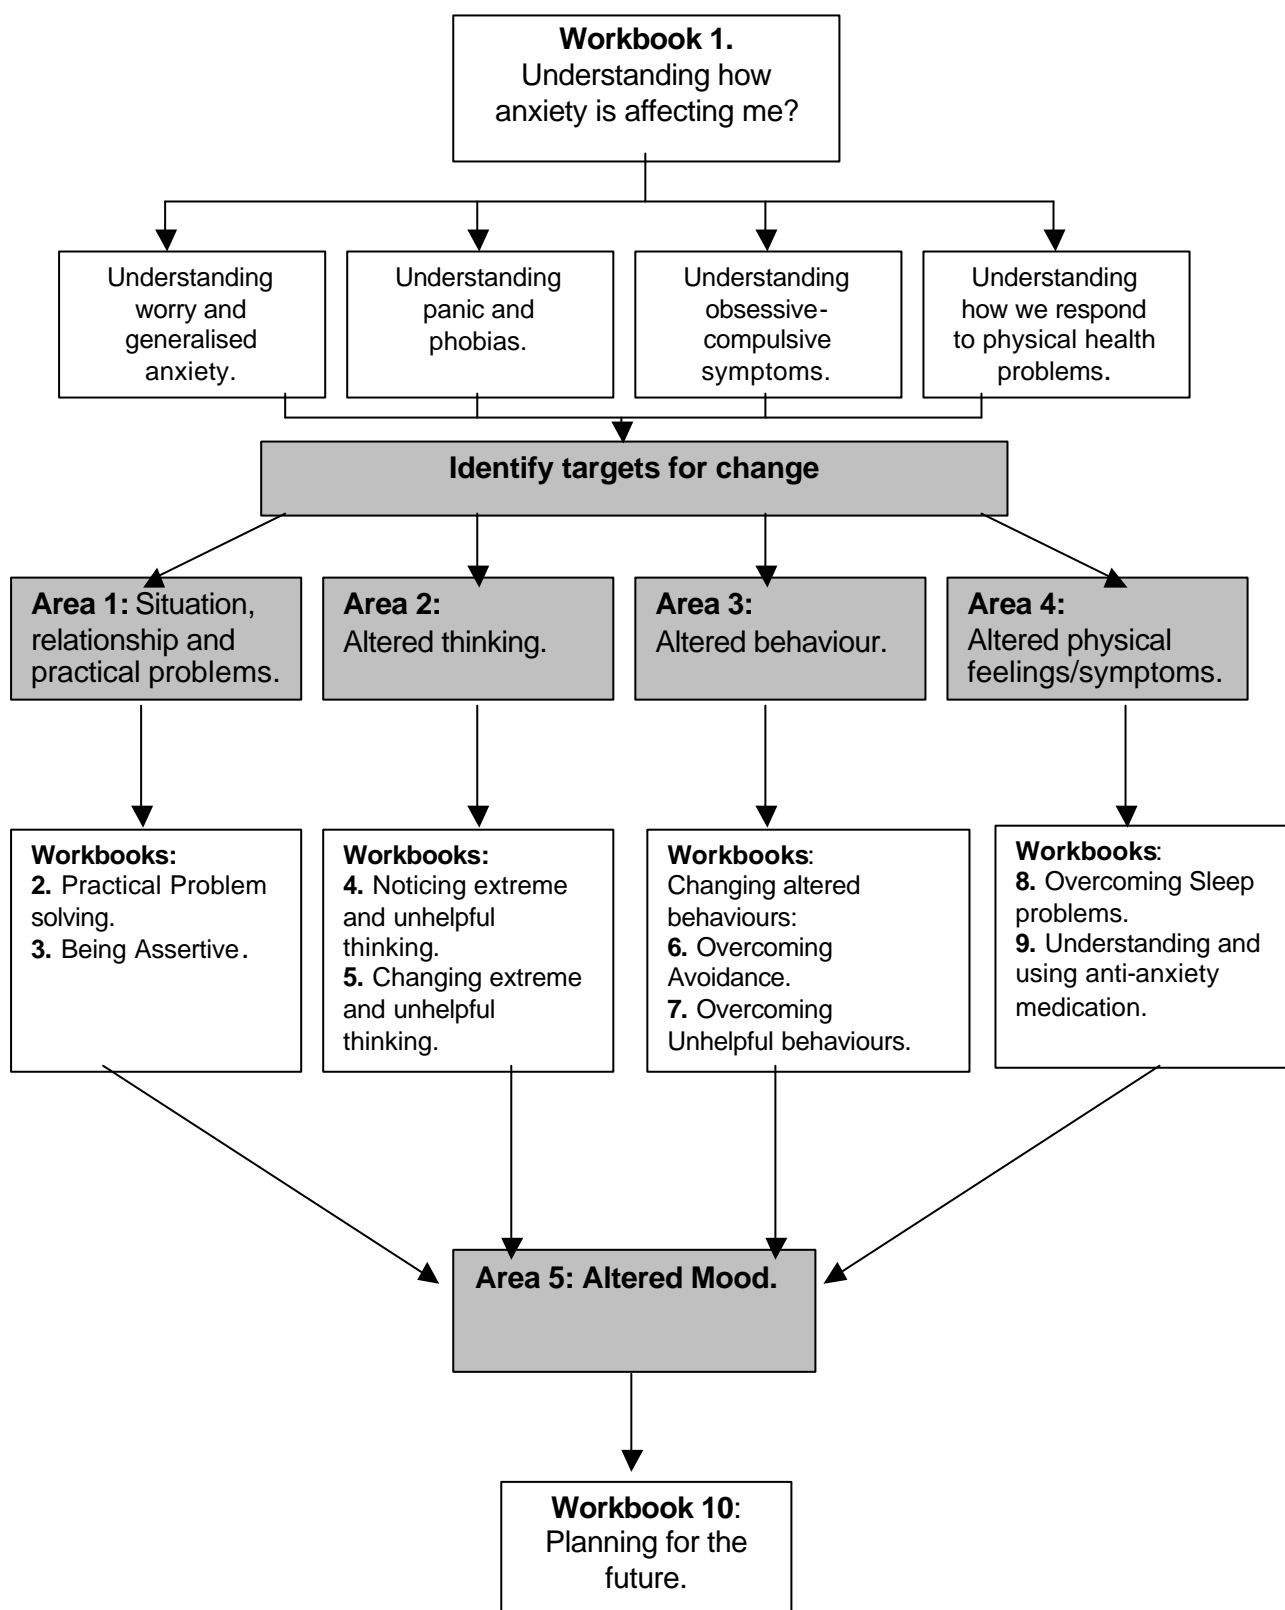 Workbook 1.
Understanding how
anxiety is affecting me?
Understanding
worry and
generalised
anxiety.
Understanding
panic and
phobias.
Understanding
obsessive-
compulsive
symptoms.
Understanding
how we respond
to physical health
problems.
Identify targets for change
Area 1: Situation,
relationship and
practical problems.
Area 2:
Altered thinking.
Area 3:
Altered behaviour.
Area 4:
Altered physical
feelings/symptoms.
Workbooks:
2. Practical Problem
solving.
3. Being Assertive.
Workbooks:
4. Noticing extreme
and unhelpful
thinking.
5. Changing extreme
and unhelpful
thinking.
Workbooks:
Changing altered
behaviours:
6. Overcoming
Avoidance.
7. Overcoming
Unhelpful behaviours.
Workbooks:
8. Overcoming Sleep
problems.
9. Understanding and
using anti-anxiety
medication.
Area 5: Altered Mood.
Workbook 10:
Planning for the
future.